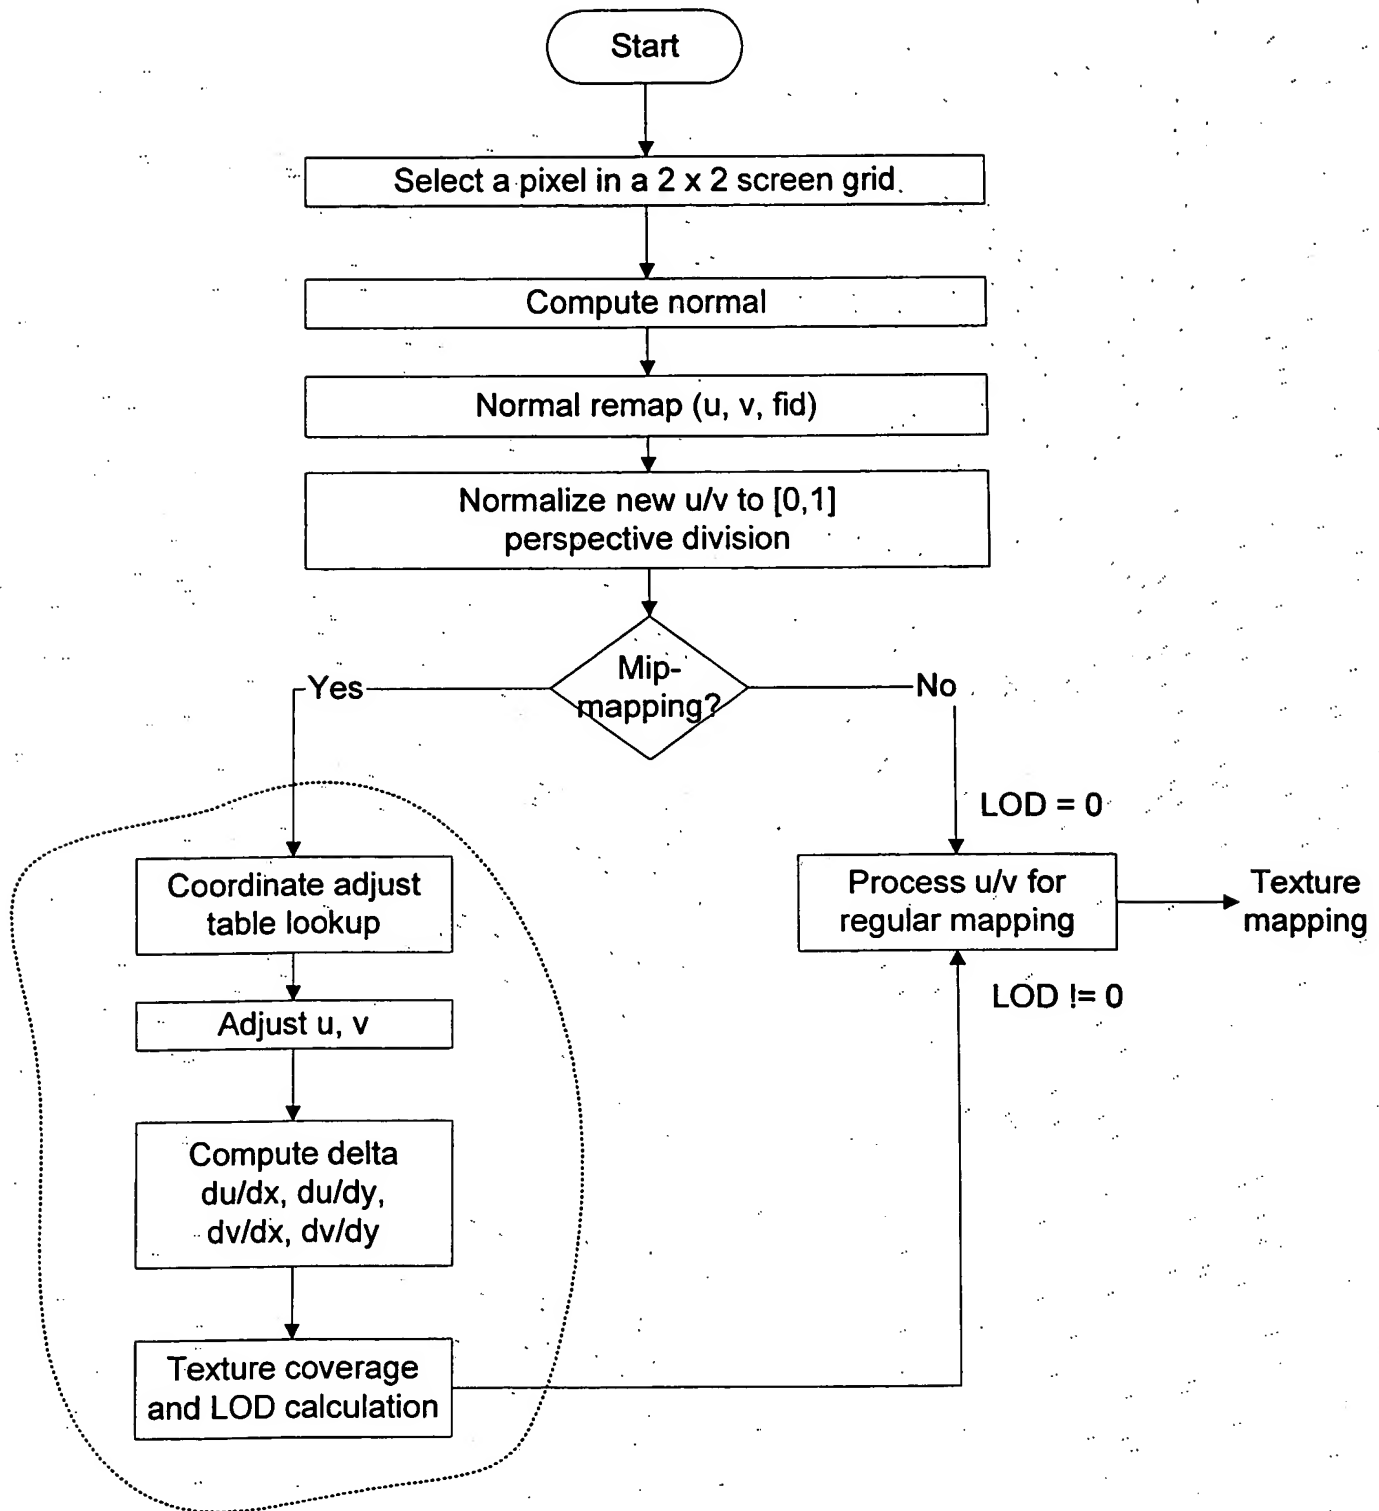 Start
Select a pixel in a 2 x 2 screen grid
Compute normal
Normal remap (u, v, fid)
Normalize new u/v to [0,1]
perspective division
Mip-
mapping?
Yes
No
LOD = 0
Coordinate adjust
table lookup
Process u/v for
regular mapping
Texture
mapping
LOD != 0
Adjust u, v
Compute delta
du/dx, du/dy,
dv/dx, dv/dy
Texture coverage
and LOD calculation